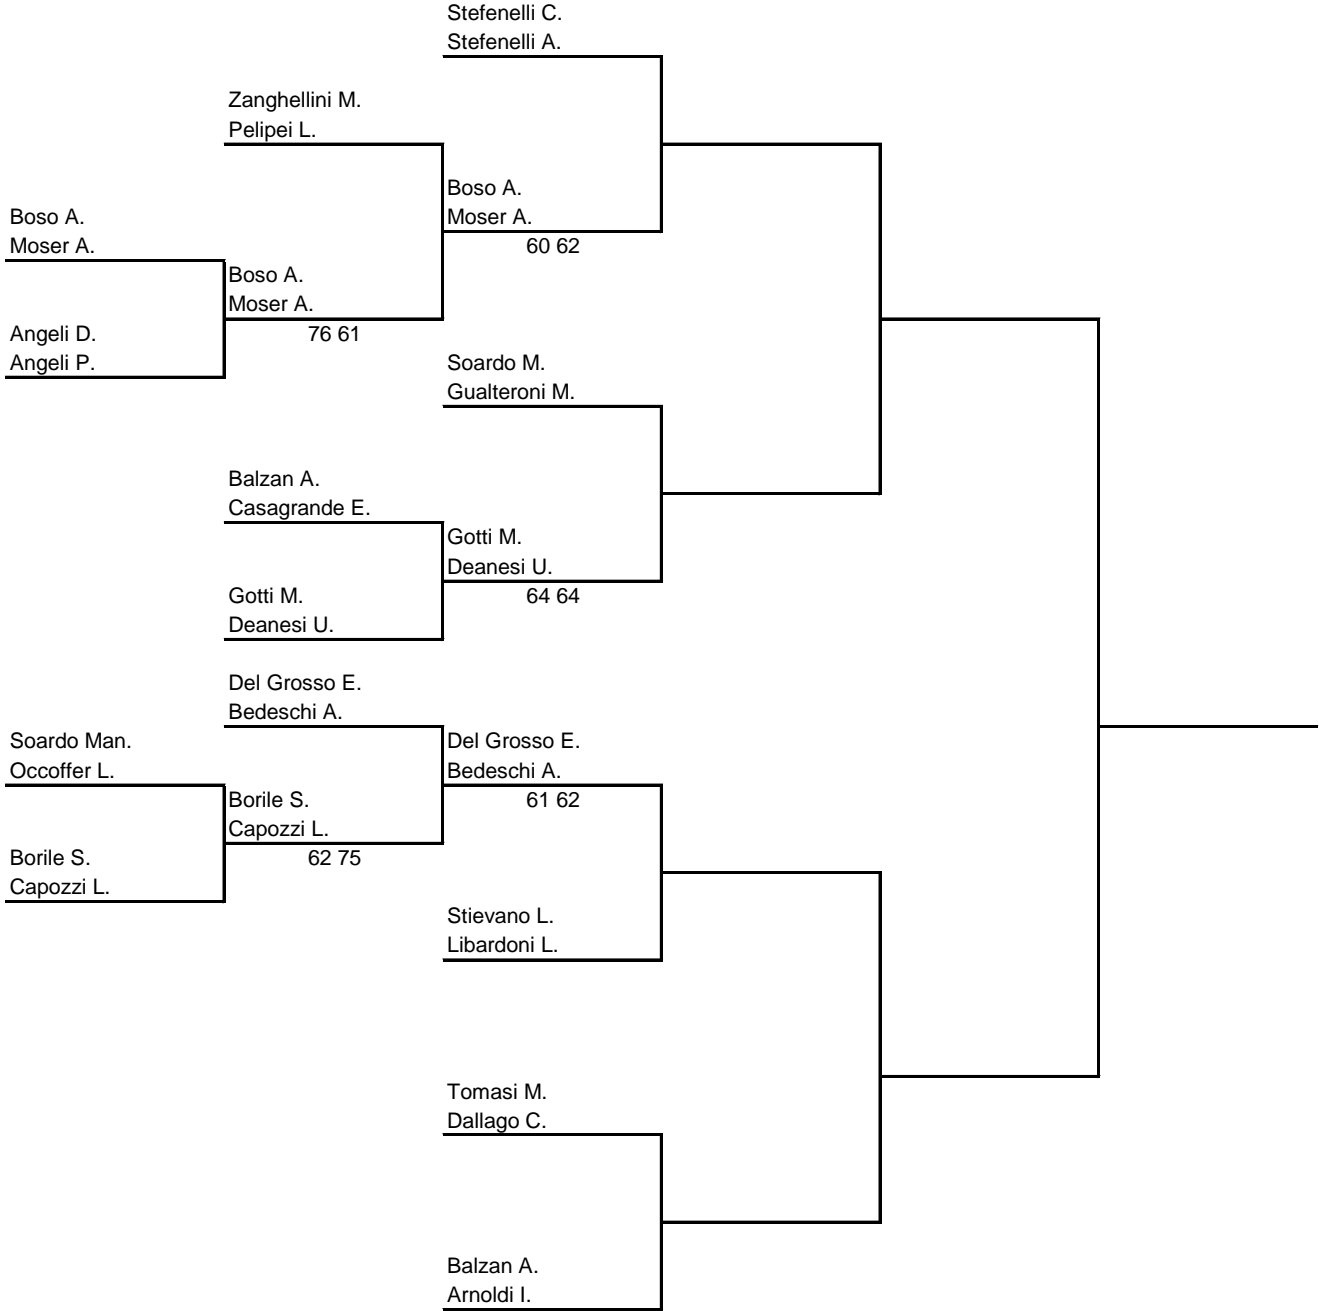 Stefenelli C.
Stefenelli A.
Zanghellini M.
Pelipei L.
Boso A.
Moser A.
60 62
Boso A.
Moser A.
Boso A.
Moser A.
76 61
Angeli D.
Angeli P.
Soardo M.
Gualteroni M.
Balzan A.
Casagrande E.
Gotti M.
Deanesi U.
64 64
Gotti M.
Deanesi U.
Del Grosso E.
Bedeschi A.
Soardo Man.
Occoffer L.
Del Grosso E.
Bedeschi A.
61 62
Borile S.
Capozzi L.
62 75
Borile S.
Capozzi L.
Stievano L.
Libardoni L.
Tomasi M.
Dallago C.
Balzan A.
Arnoldi I.